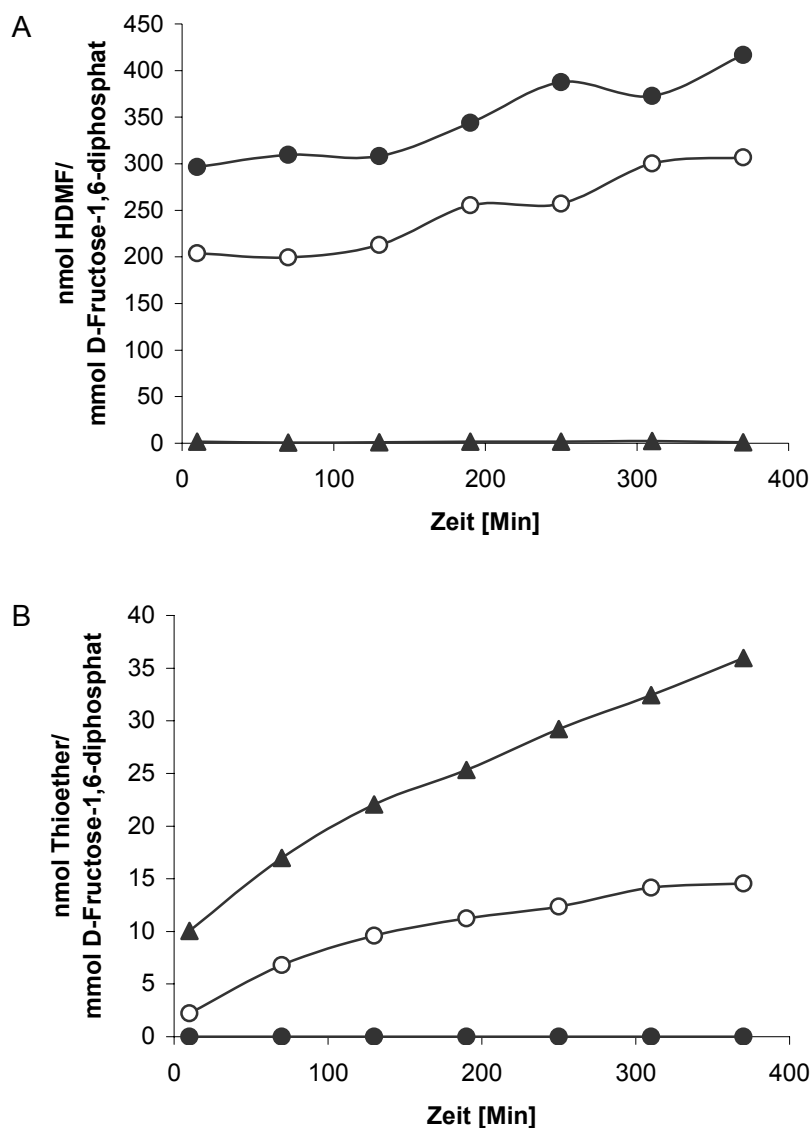 A
450
400
350
300
250
200
150
100
50
0
nmol HDMF/
mmol D-Fructose-1,6-diphosphat
0 100 200 300 400
Zeit [Min]
B
40
35
30
25
20
15
10
5
0
nmol Thioether/
mmol D-Fructose-1,6-diphosphat
0 100 200 300 400
Zeit [Min]